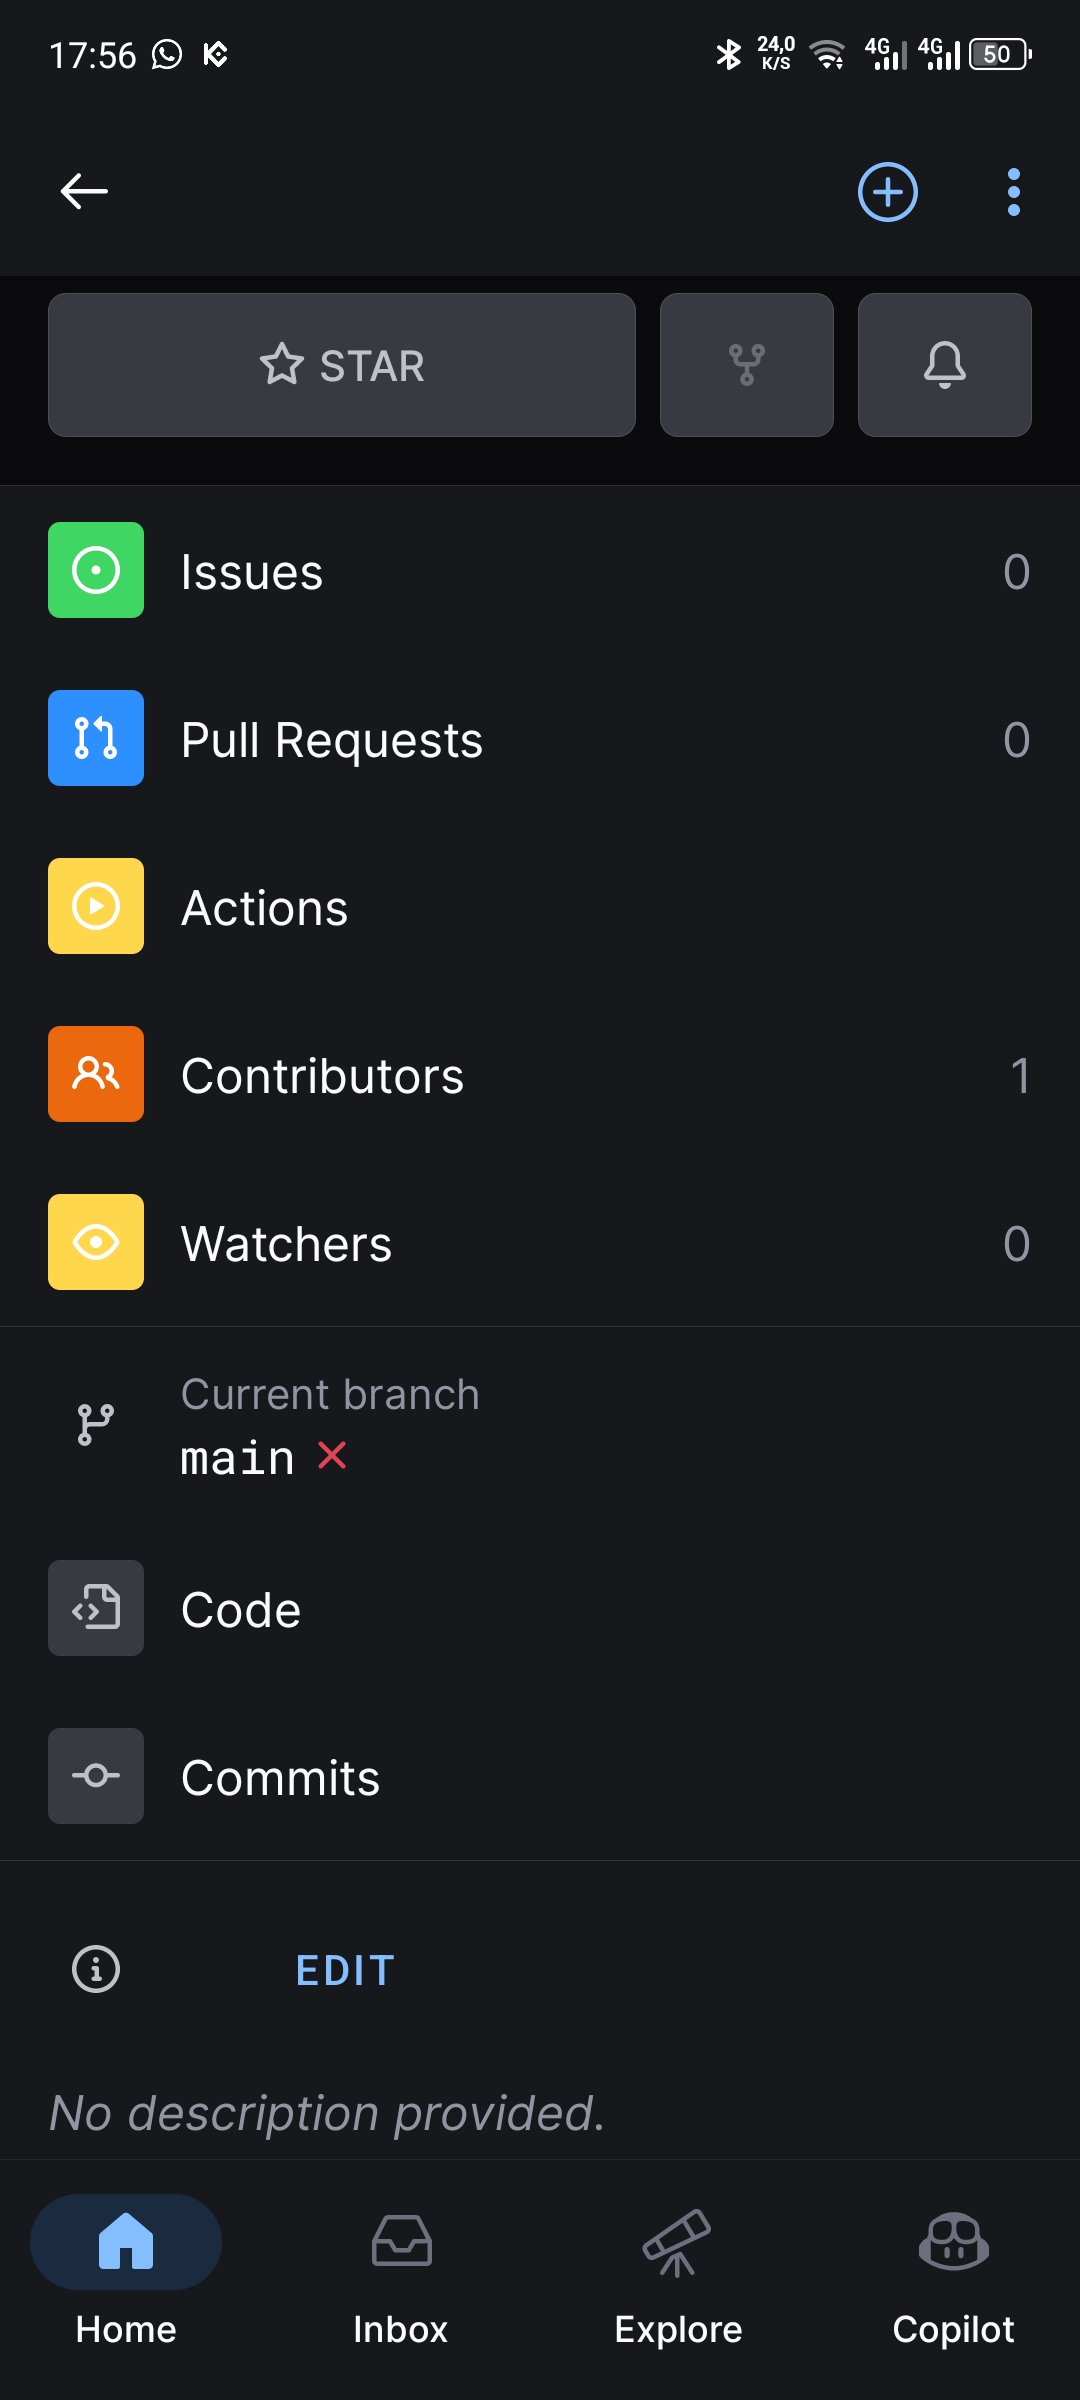 17:56
24,0
K/S
4G
4G
50
STAR
Issues 0
Pull Requests 0
Actions
Contributors 1
Watchers 0
Current branch
main
Code
Commits
EDIT
No description provided.
Home Inbox Explore Copilot